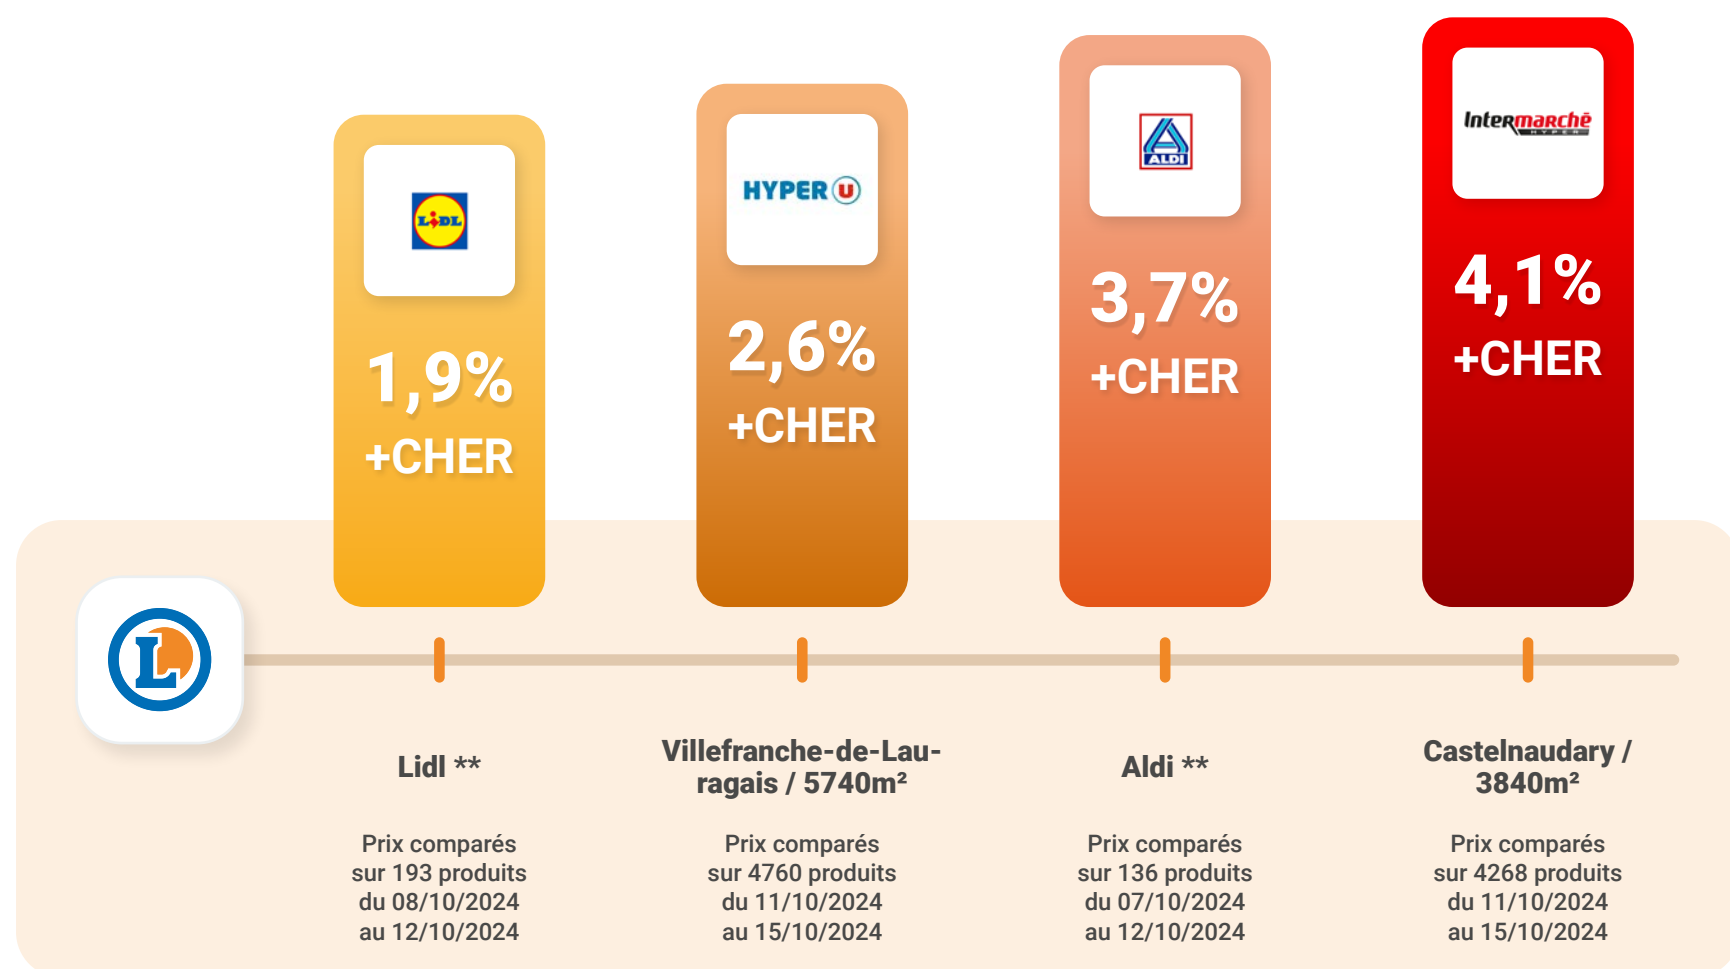 LiDL
1,9%
+CHER
HYPER U
2,6%
+CHER
ALDI
3,7%
+CHER
Intermarchē
HYPER
4,1%
+CHER
L
Lidl **
Prix comparés
sur 193 produits
du 08/10/2024
au 12/10/2024
Villefranche-de-Lau-
ragais / 5740m²
Prix comparés
sur 4760 produits
du 11/10/2024
au 15/10/2024
Aldi **
Prix comparés
sur 136 produits
du 07/10/2024
au 12/10/2024
Castelnaudary /
3840m²
Prix comparés
sur 4268 produits
du 11/10/2024
au 15/10/2024